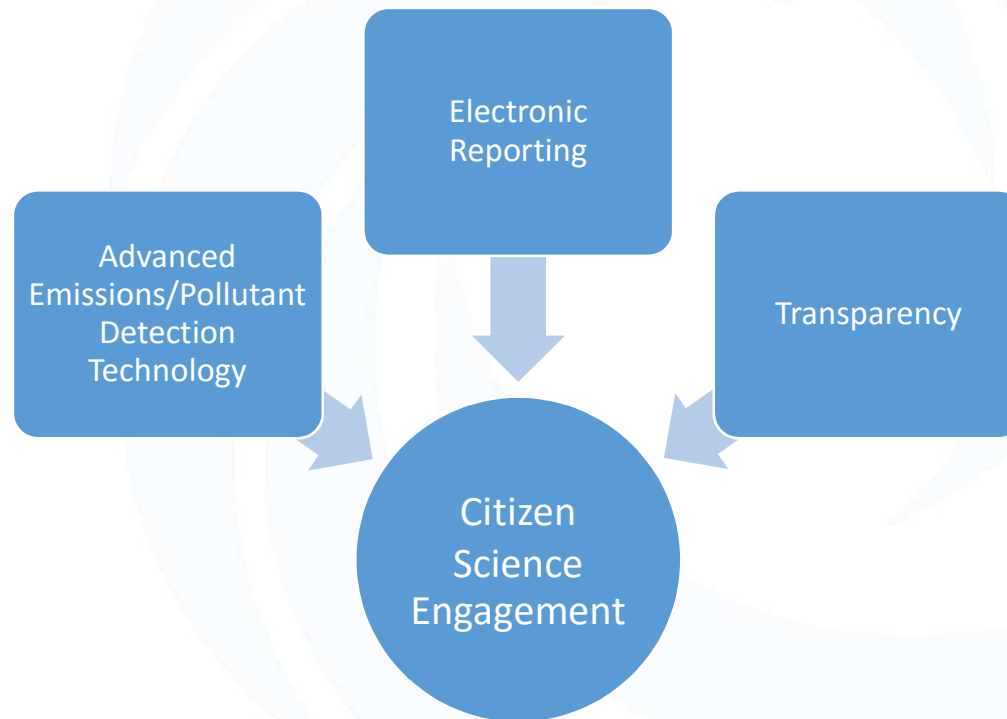 Electronic
Reporting
Advanced
Emissions/Pollutant
Detection
Technology
Transparency
Citizen
Science
Engagement